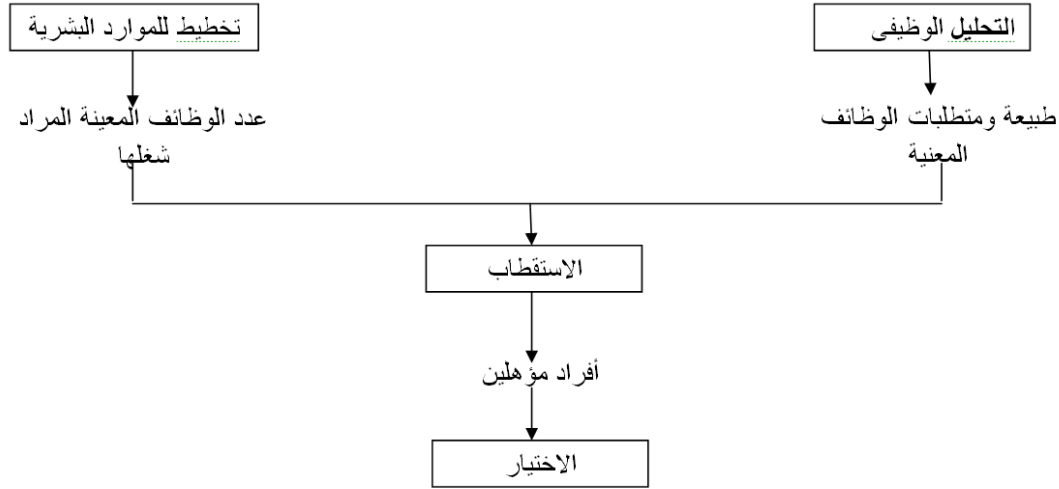 التحليل الوظيفى
تخطيط للموارد البشرية
طبيعة ومتطلبات الوظائف
المعنية
عدد الوظائف المعينة المراد
شغلها
الاستقطاب
أفراد مؤهلين
الاختيار